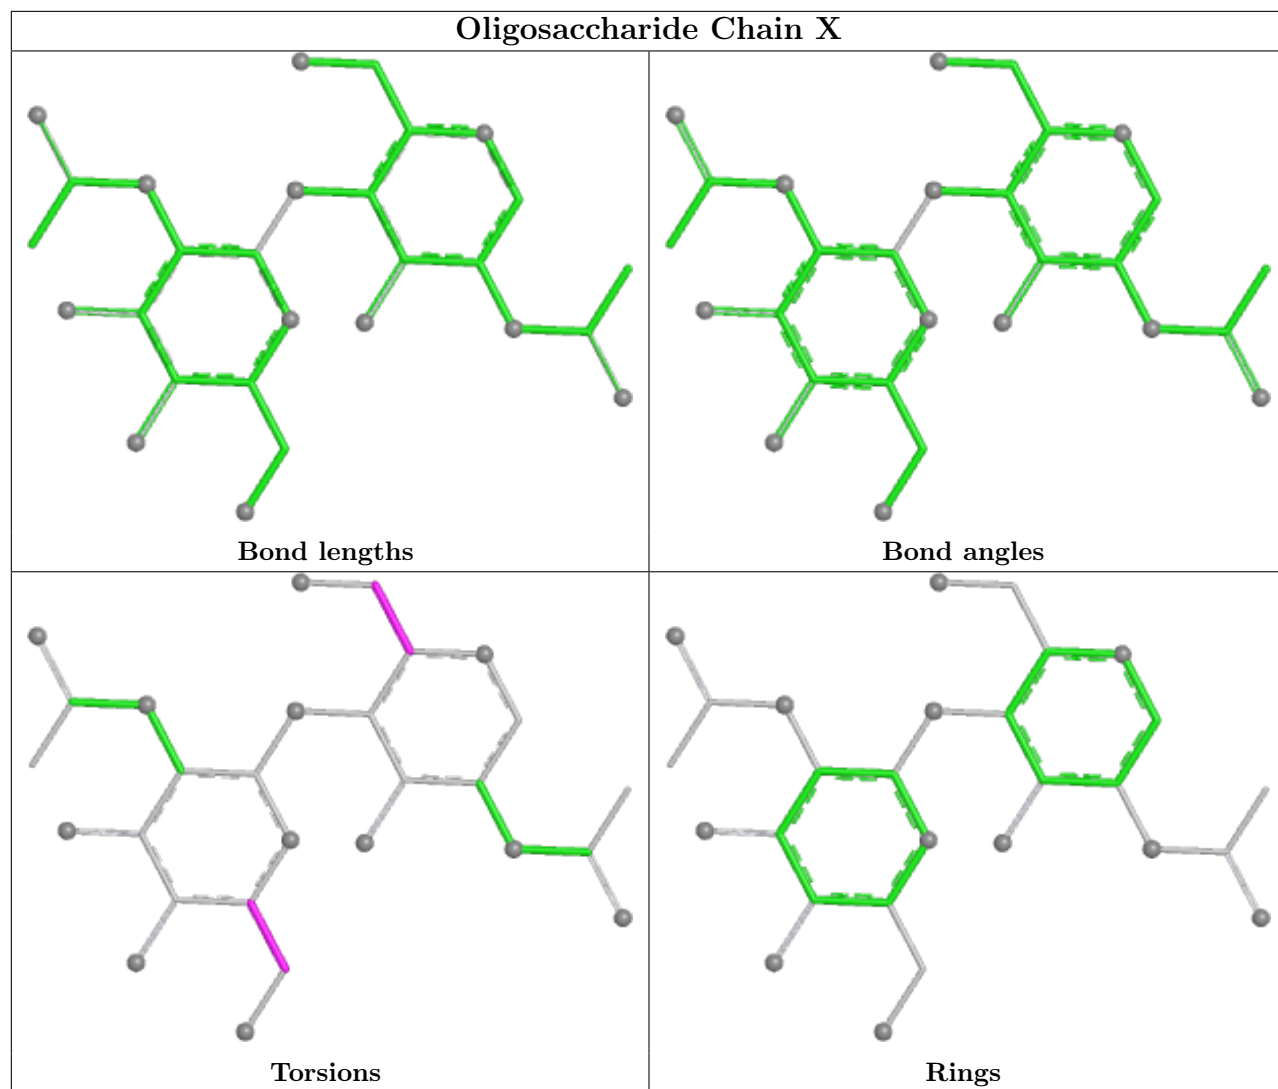 Oligosaccharide Chain X
Bond lengths
Bond angles
Torsions
Rings